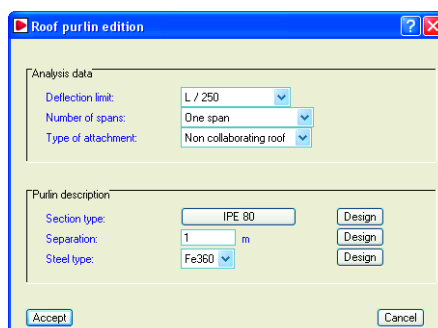 Roof purlin edition
Analysis data
Deflection limit: L / 250
Number of spans: One span
Type of attachment: Non collaborating roof
Purlin description
Section type: IPE 80 Design
Separation: 1 m Design
Steel type: Fe360 Design
Accept Cancel